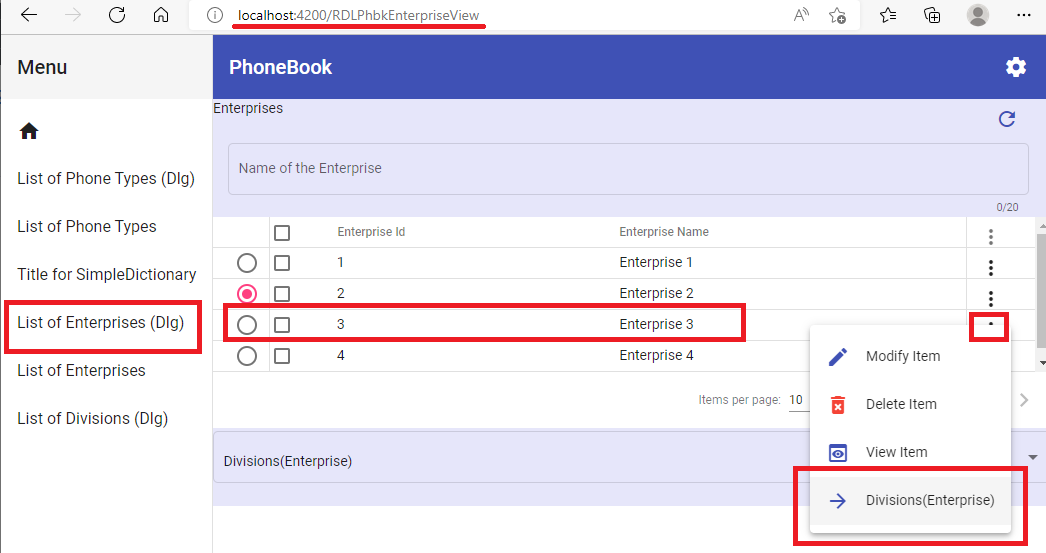 localhost:4200/RDLPhbkEnterpriseView
Menu
PhoneBook
Enterprises
List of Phone Types (Dlg)
Name of the Enterprise
0/20
List of Phone Types
Enterprise Id Enterprise Name
1 Enterprise 1
Title for SimpleDictionary
2 Enterprise 2
List of Enterprises (Dlg)
3 Enterprise 3
4 Enterprise 4
Modify Item
List of Enterprises
Items per page: 10
Delete Item
List of Divisions (Dlg)
View Item
Divisions(Enterprise)
Divisions(Enterprise)